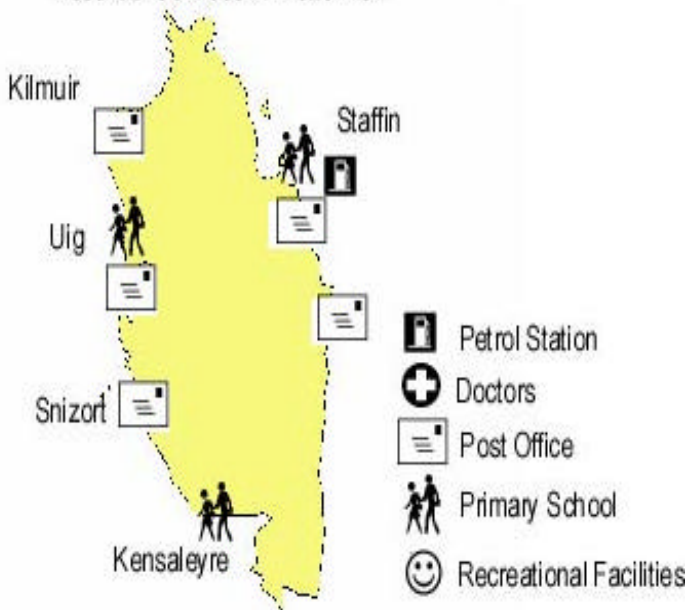 Kilmuir
Staffin
Uig
Snizort
Kensaleyre
Petrol Station
Doctors
Post Office
Primary School
Recreational Facilities